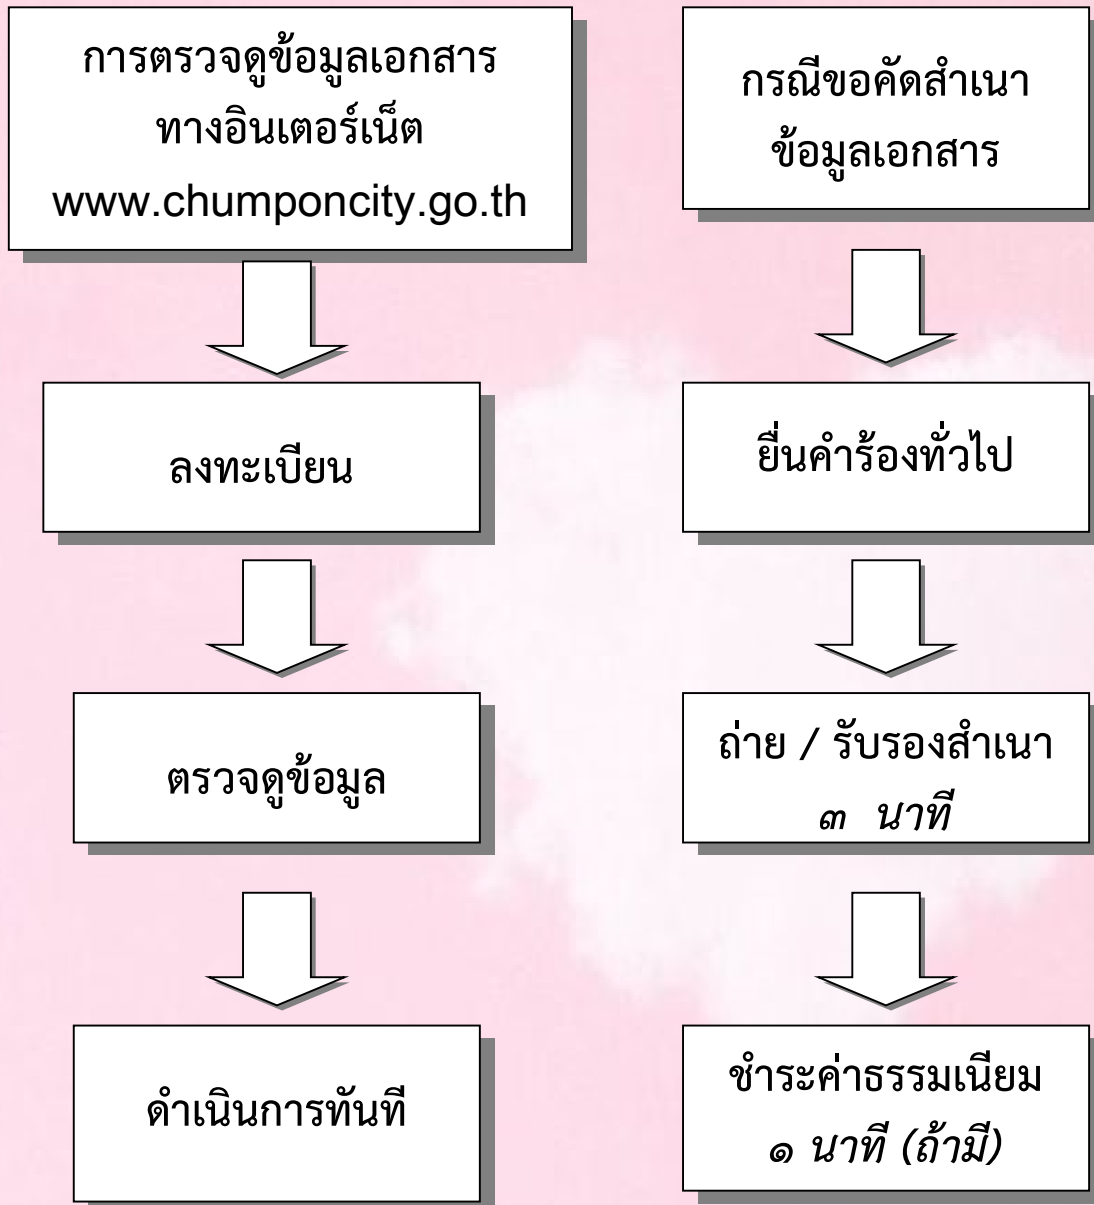 การตรวจดูข้อมูลเอกสาร
ทางอินเตอร์เน็ต
www.chumponcity.go.th
ลงทะเบียน
ตรวจดูข้อมูล
ดำเนินการทันที
กรณีขอคัดสำเนา
ข้อมูลเอกสาร
ยื่นคำร้องทั่วไป
ถ่าย / รับรองสำเนา
๓ นาที
ชำระค่าธรรมเนียม
๑ นาที (ถ้ามี)